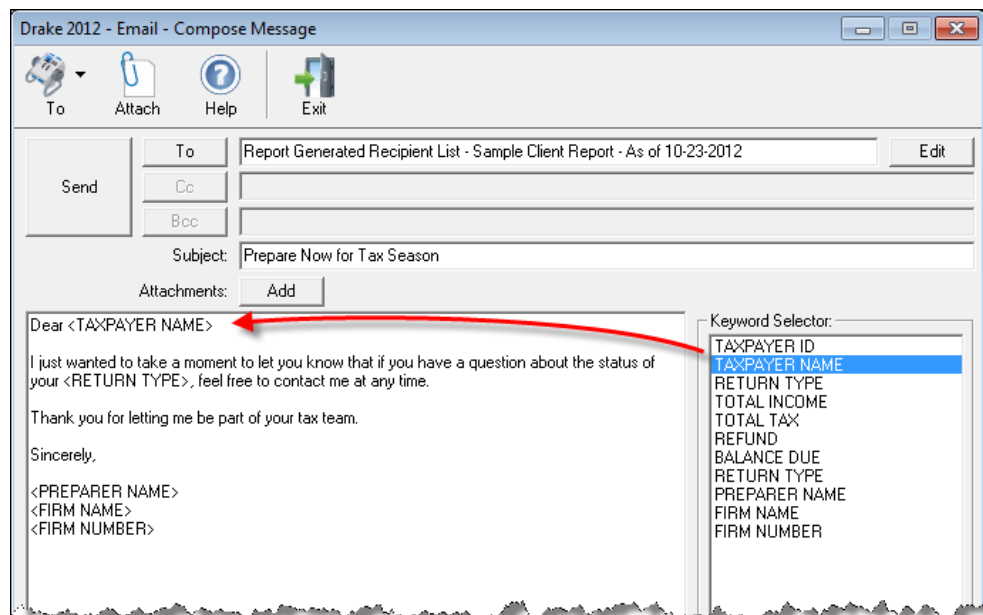 Drake 2012 - Email - Compose Message
To
Attach
Help
Exit
Send
To
Report Generated Recipient List - Sample Client Report - As of 10-23-2012
Edit
Cc
Bcc
Subject:
Prepare Now for Tax Season
Attachments:
Add
Dear <TAXPAYER NAME>
I just wanted to take a moment to let you know that if you have a question about the status of
your <RETURN TYPE>, feel free to contact me at any time.
Thank you for letting me be part of your tax team.
Sincerely,
<PREPARER NAME>
<FIRM NAME>
<FIRM NUMBER>
Keyword Selector:
TAXPAYER ID
TAXPAYER NAME
RETURN TYPE
TOTAL INCOME
TOTAL TAX
REFUND
BALANCE DUE
RETURN TYPE
PREPARER NAME
FIRM NAME
FIRM NUMBER